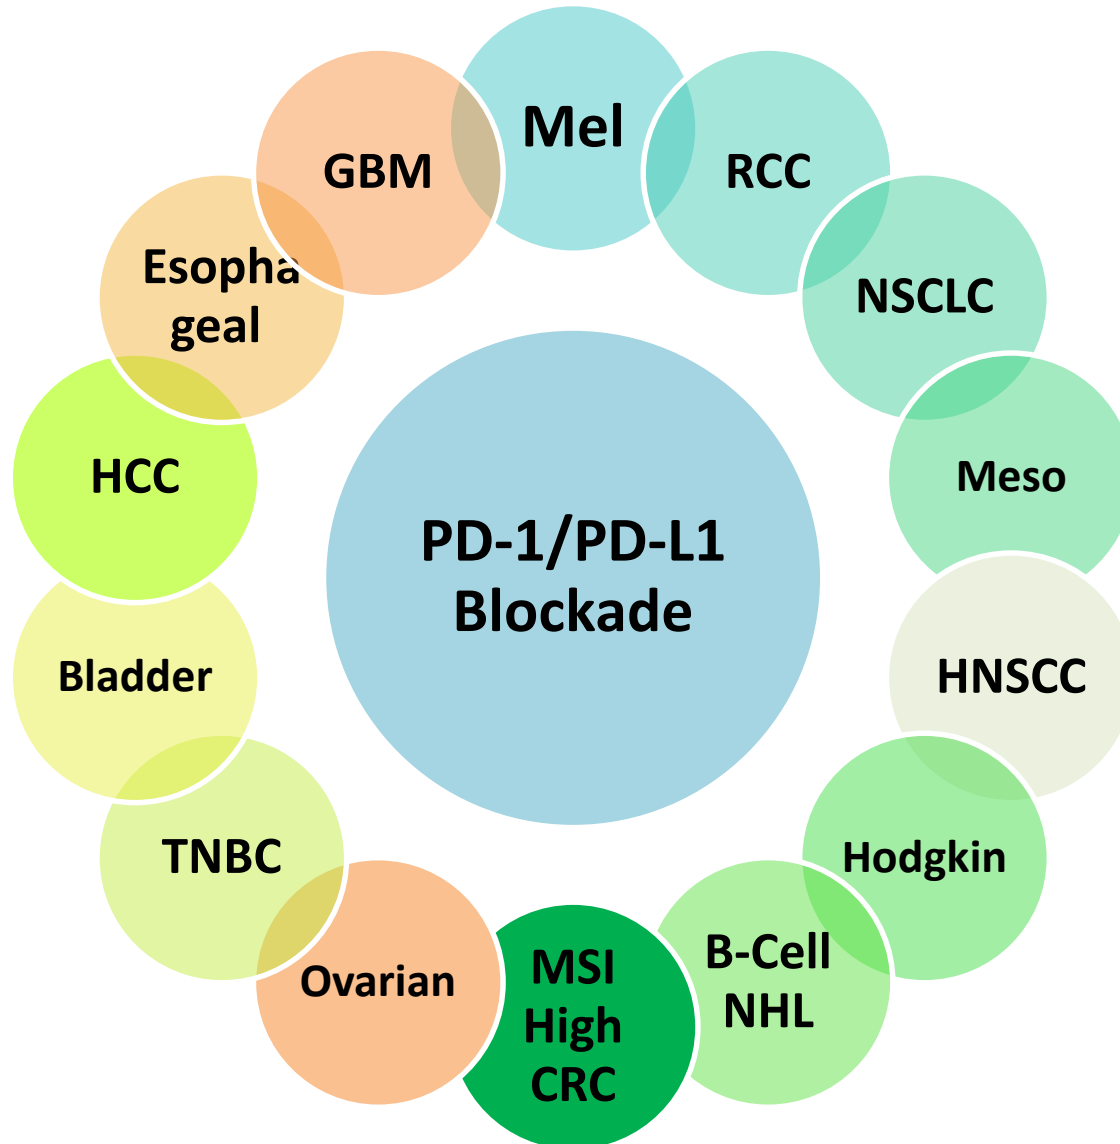 Mel
RCC
NSCLC
Meso
HNSCC
Hodgkin
B-Cell
NHL
MSI
High
CRC
Ovarian
TNBC
Bladder
HCC
Esopha
geal
GBM
PD-1/PD-L1
Blockade